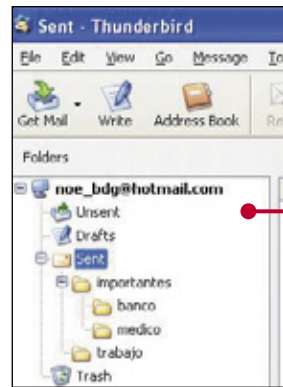 Sent - Thunderbird
File Edit View Go Message
Get Mail Write Address Book
Folders
noe_bdg@hotmail.com
Unsent
Drafts
Sent
importantes
banco
medico
trabajo
Trash